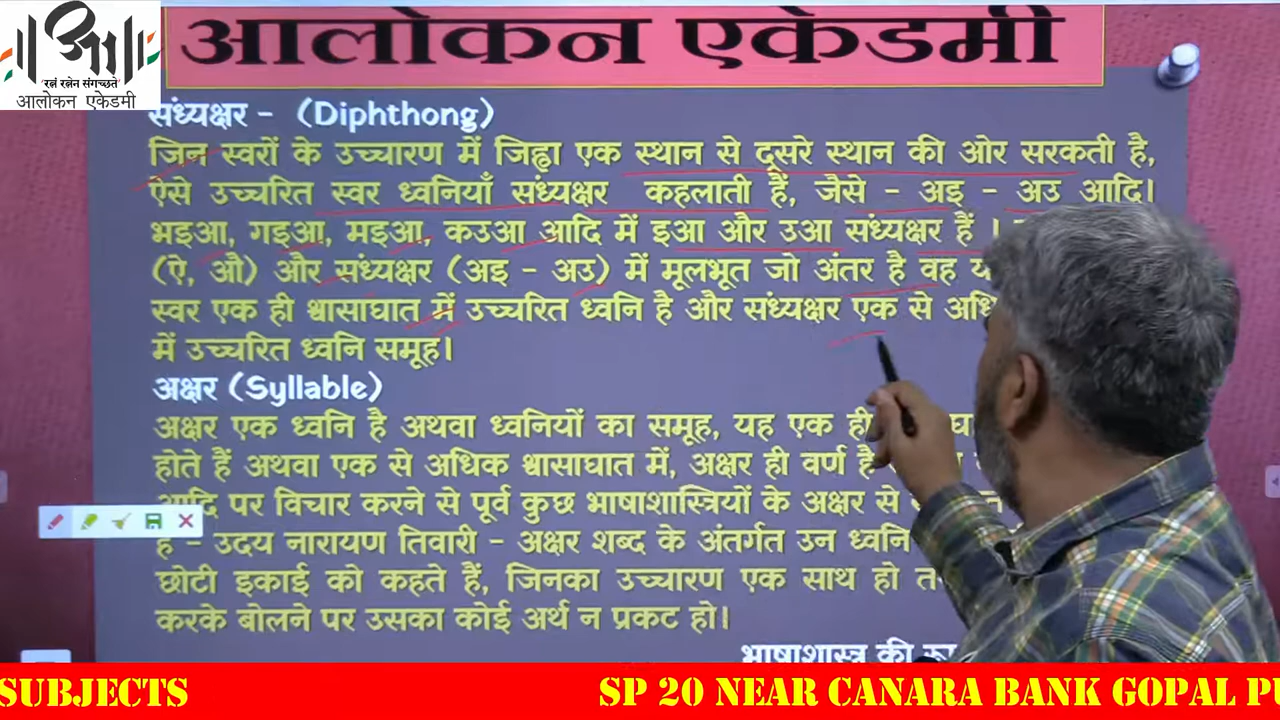 आलोकन एकेडमी
रत्नं रत्नेन संगच्छते
आलोकन एकेडमी
संध्यक्षर – (Diphthong)
जिन स्वरों के उच्चारण में जिह्वा एक स्थान से दूसरे स्थान की ओर सरकती है,
ऐसे उच्चरित स्वर ध्वनियाँ संध्यक्षर कहलाती हैं, जैसे – अइ – अउ आदि।
भइआ, गइआ, मइआ, कउआ आदि में इआ और उआ संध्यक्षर हैं ।
(ऐ, औ) और संध्यक्षर (अइ – अउ) में मूलभूत जो अंतर है वह
स्वर एक ही श्वासाघात में उच्चरित ध्वनि है और संध्यक्षर एक से
में उच्चरित ध्वनि समूह।
अक्षर (Syllable)
अक्षर एक ध्वनि है अथवा ध्वनियों का समूह, यह एक ही
होते हैं अथवा एक से अधिक श्वासाघात में, अक्षर ही वर्ण है
आदि पर विचार करने से पूर्व कुछ भाषाशास्त्रियों के अक्षर से
है – उदय नारायण तिवारी – अक्षर शब्द के अंतर्गत उन
छोटी इकाई को कहते हैं, जिनका उच्चारण एक साथ हो
करके बोलने पर उसका कोई अर्थ न प्रकट हो।
भाषाशास्त्र की
SUBJECTS SP 20 NEAR CANARA BANK GOPAL